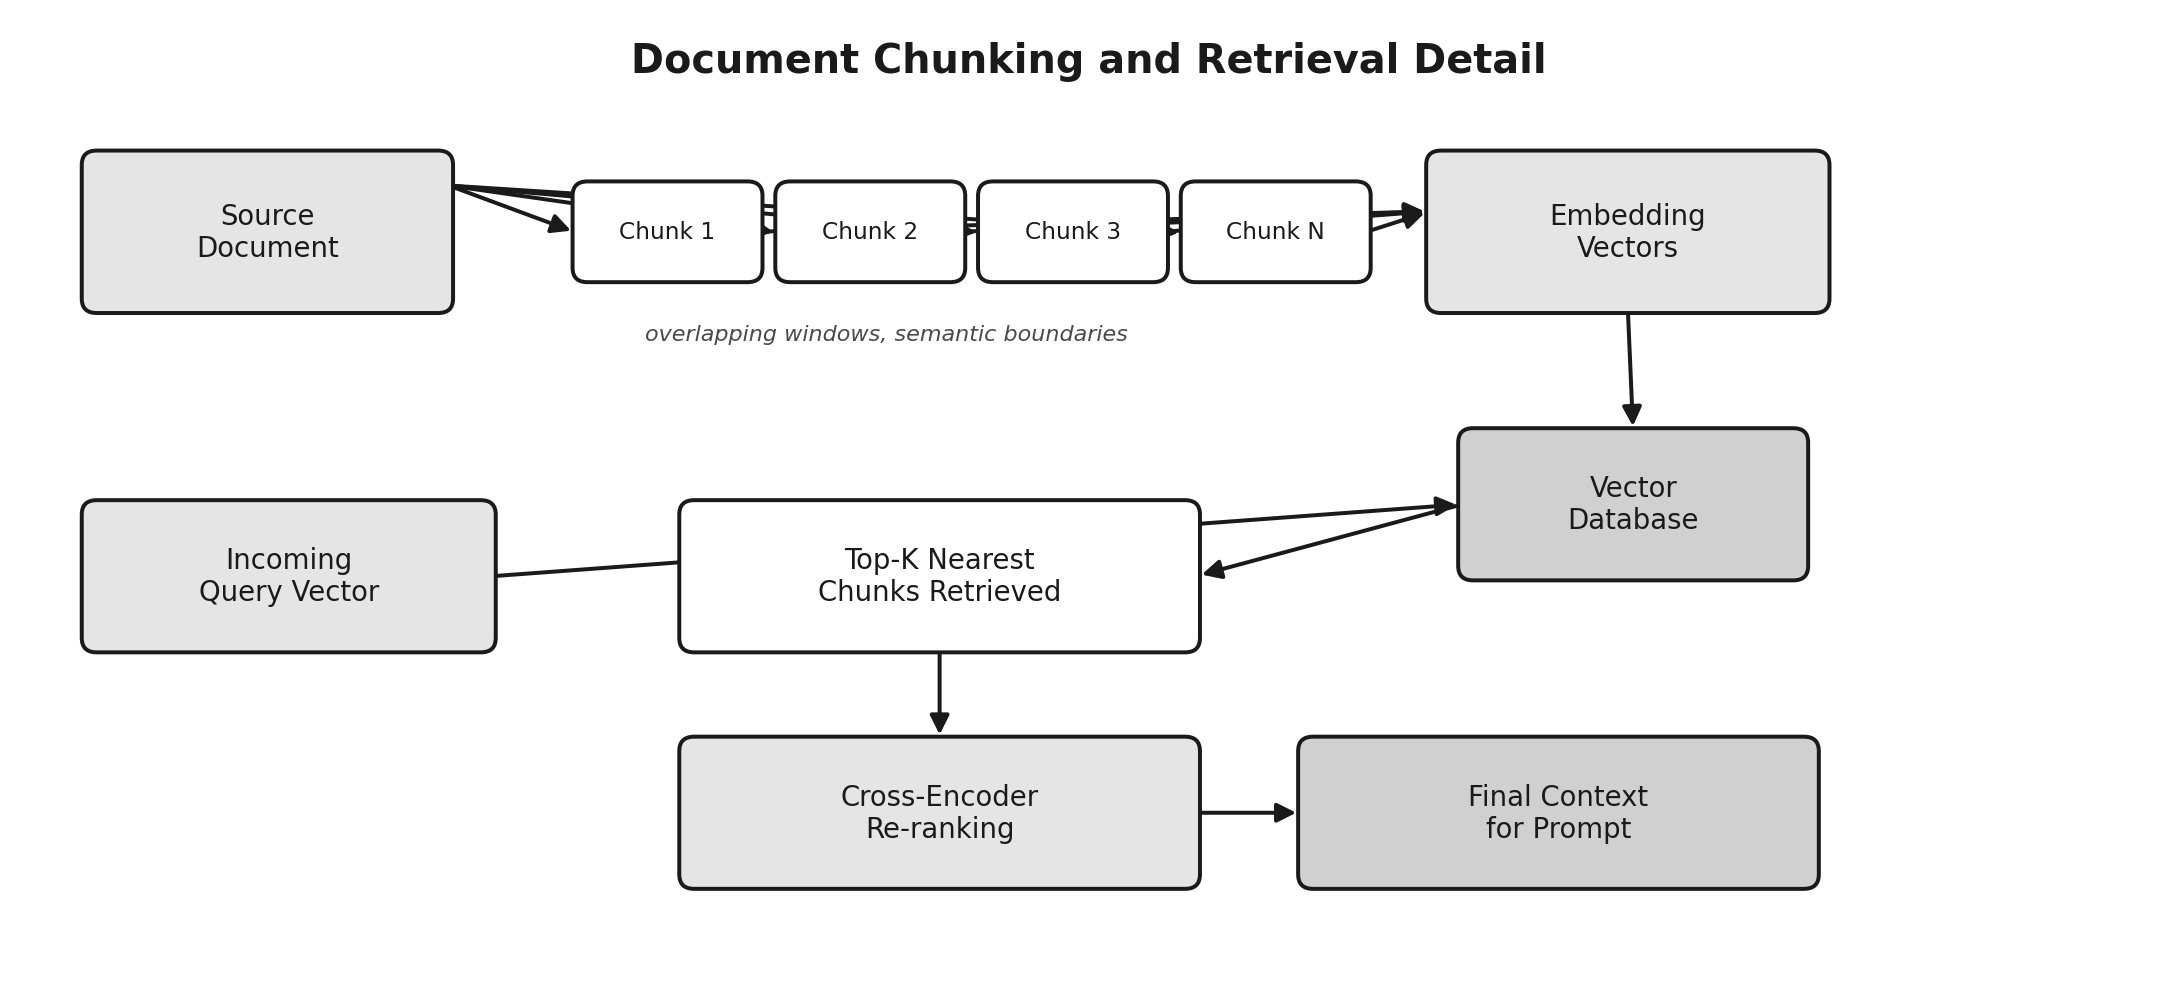 Document Chunking and Retrieval Detail
Source
Document
Chunk 1
Chunk 2
Chunk 3
Chunk N
Embedding
Vectors
overlapping windows, semantic boundaries
Vector
Database
Incoming
Query Vector
Top-K Nearest
Chunks Retrieved
Cross-Encoder
Re-ranking
Final Context
for Prompt